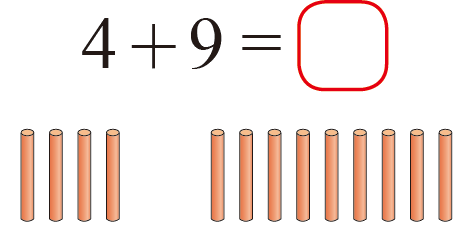 4 + 9 =